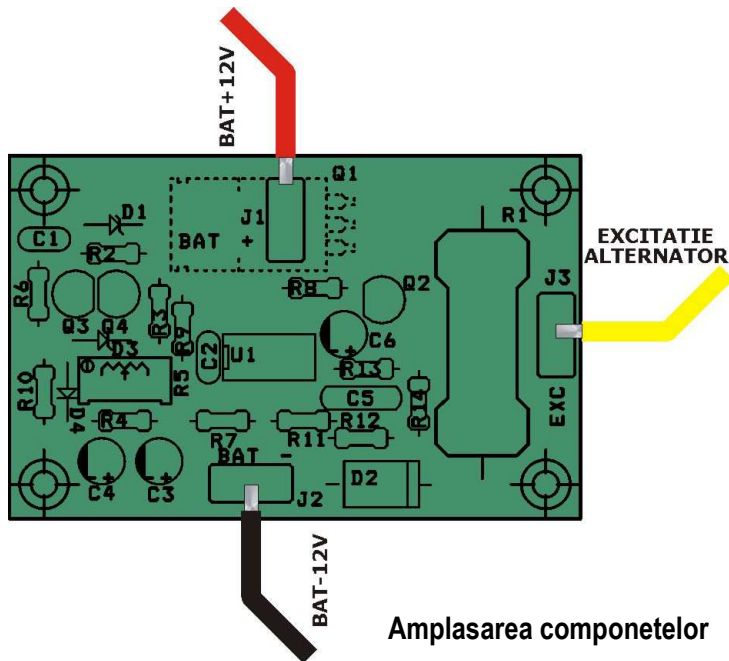 BAT+12V
Q1
D1
J1
R1
C1
BAT +
EXCITATIE
ALTERNATOR
R2
J3
R6
R8
Q2
Q3
Q4
R3
R9
C6
D3
C2
U1
R13
R10
R5
C5
D4
R4
R14
EXC
R7
R11
R12
BAT -
D2
C4
C3
J2
BAT-12V
Amplasarea componetelor